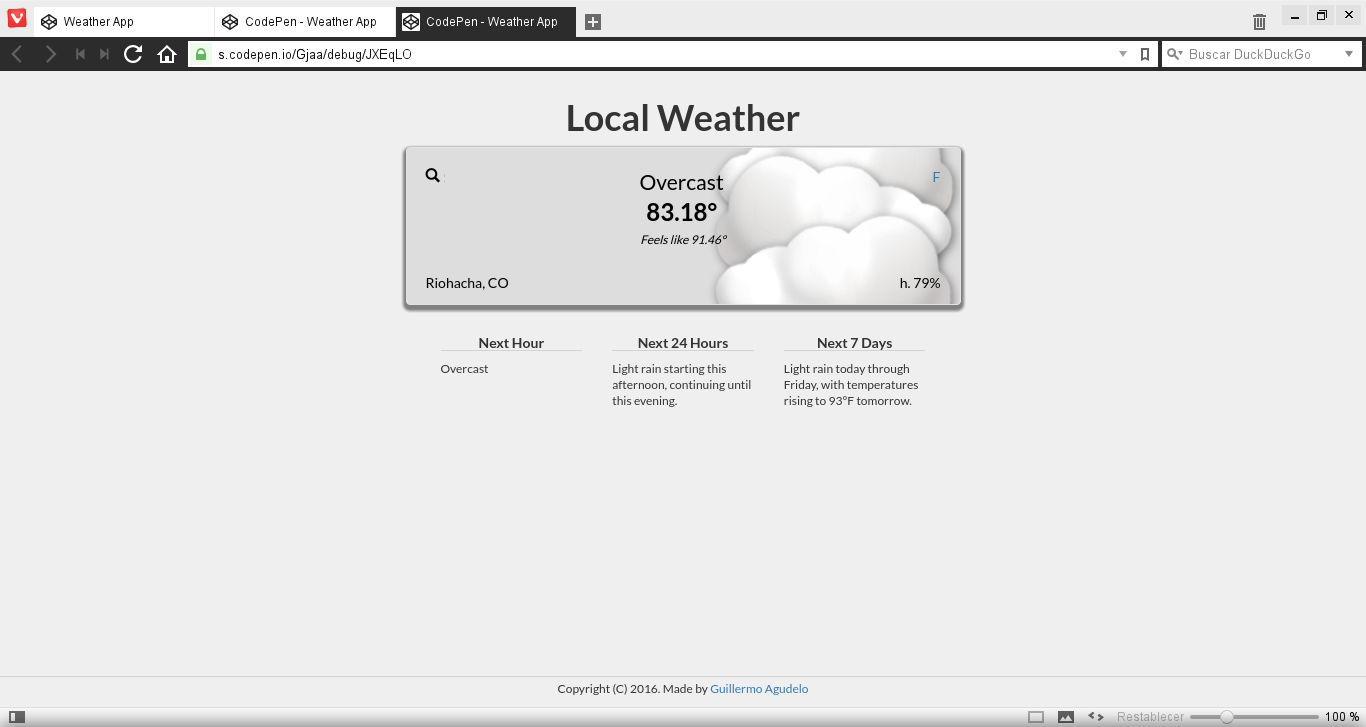 Weather App
CodePen - Weather App
CodePen - Weather App
s.codepen.io/Gjaa/debug/JXEqLO
Buscar DuckDuckGo
Local Weather
F
Overcast
83.18°
Feels like 91.46°
Riohacha, CO
h. 79%
Next Hour
Overcast
Next 24 Hours
Light rain starting this
afternoon, continuing until
this evening.
Next 7 Days
Light rain today through
Friday, with temperatures
rising to 93°F tomorrow.
Copyright (C) 2016. Made by Guillermo Agudelo
Restablecer
100 %